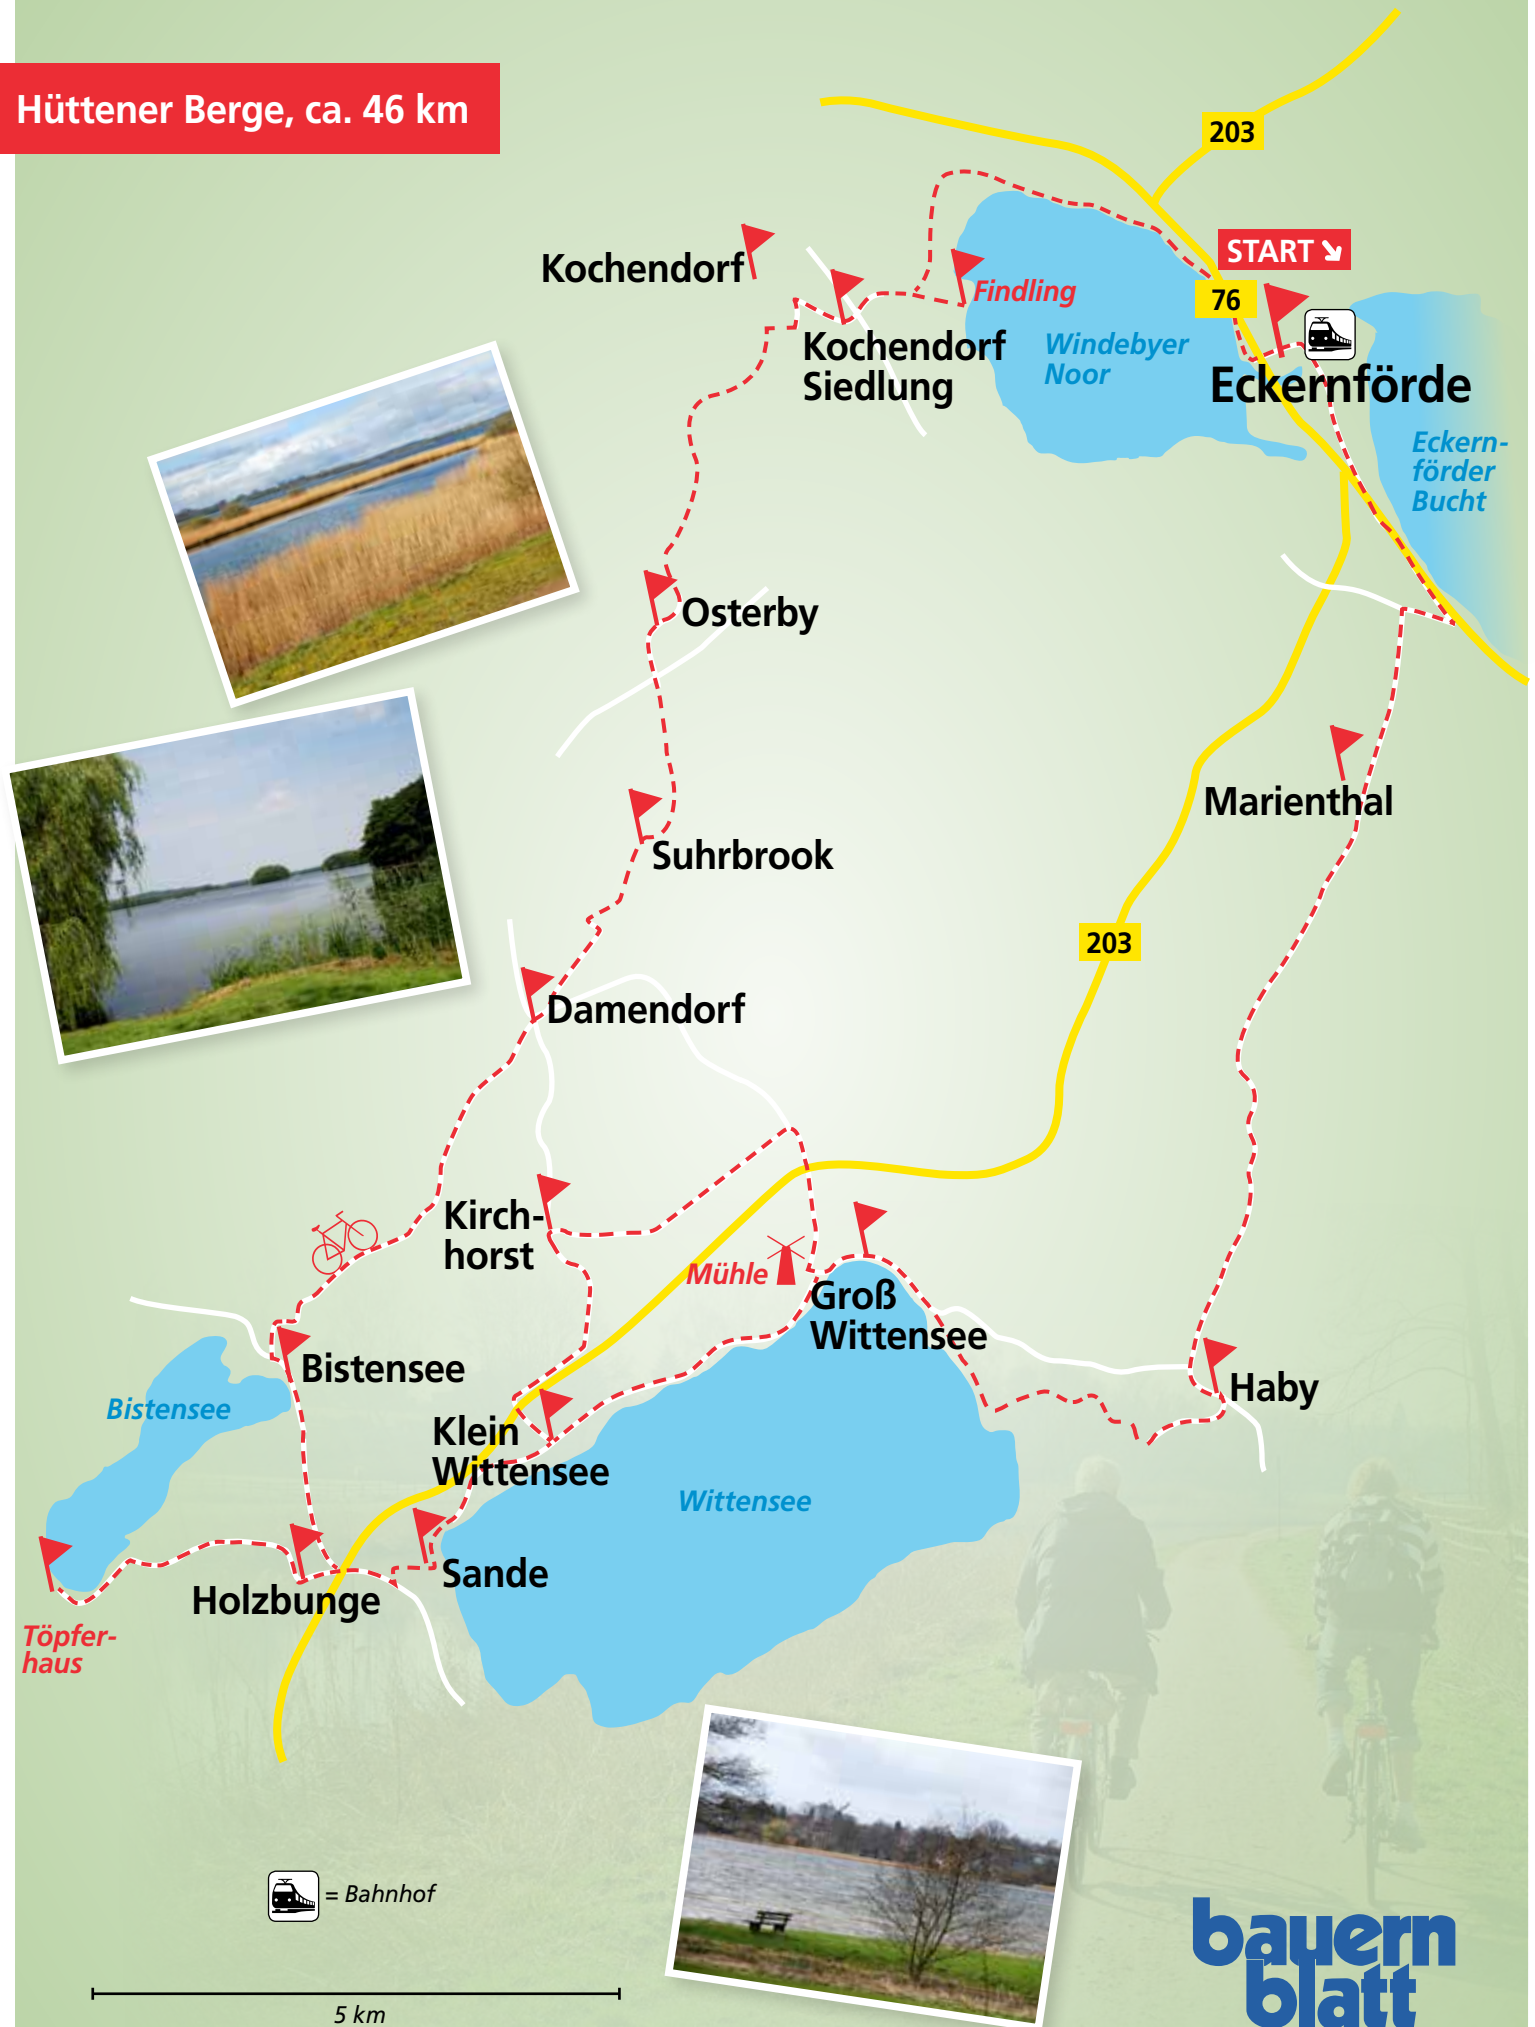 Hüttener Berge, ca. 46 km
203
START
76
Kochendorf
Findling
Kochendorf
Siedlung
Windebyer
Noor
Eckernförde
Eckern-
förder
Bucht
Osterby
Marienthal
Suhrbrook
203
Damendorf
Kirch-
horst
Mühle
Groß
Wittensee
Bistensee
Haby
Bistensee
Klein
Wittensee
Wittensee
Sande
Holzbunge
Töpfer-
haus
= Bahnhof
5 km
bauern
blatt